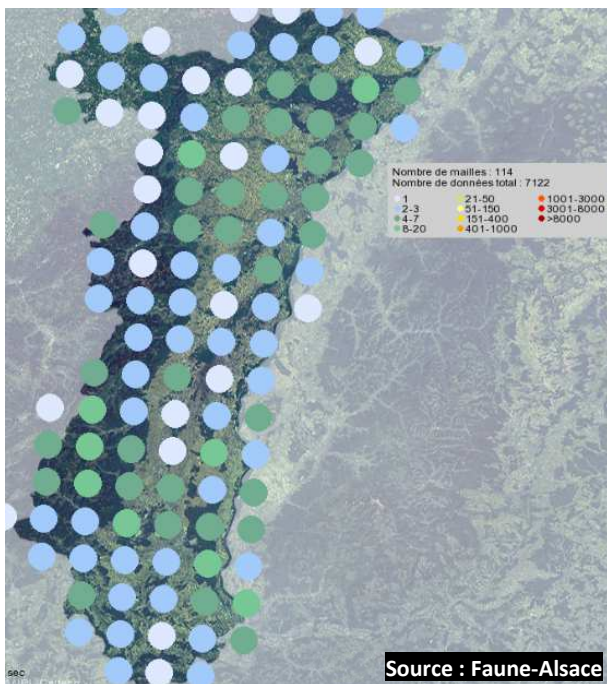 Nombre de mailles : 114
Nombre de données total : 7122
1 21-50 1001-3000
2-3 51-150 3001-8000
4-7 151-400 >8000
8-20 401-1000
sec
Source : Faune-Alsace